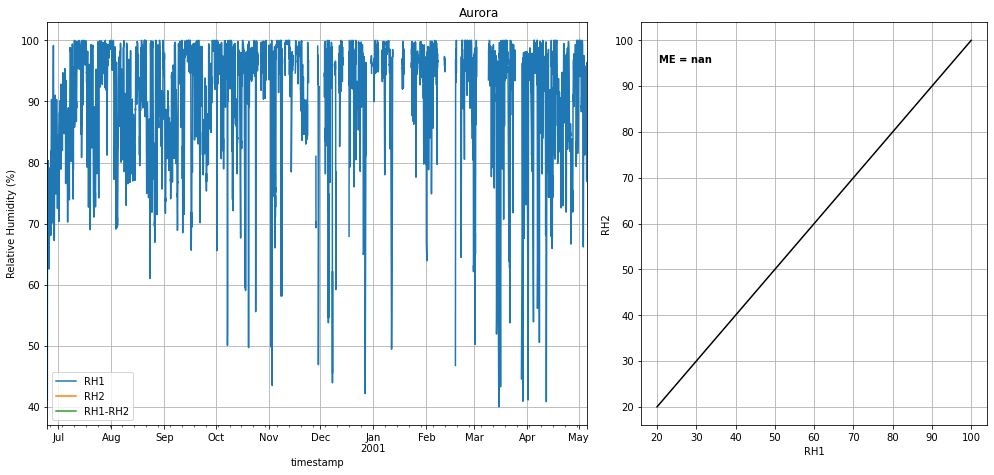 Aurora
Relative Humidity (%)
100
90
80
70
60
50
40
RH1
RH2
RH1-RH2
Jul Aug Sep Oct Nov Dec Jan Feb Mar Apr May
2001
timestamp
ME = nan
RH2
100
90
80
70
60
50
40
30
20
20 30 40 50 60 70 80 90 100
RH1